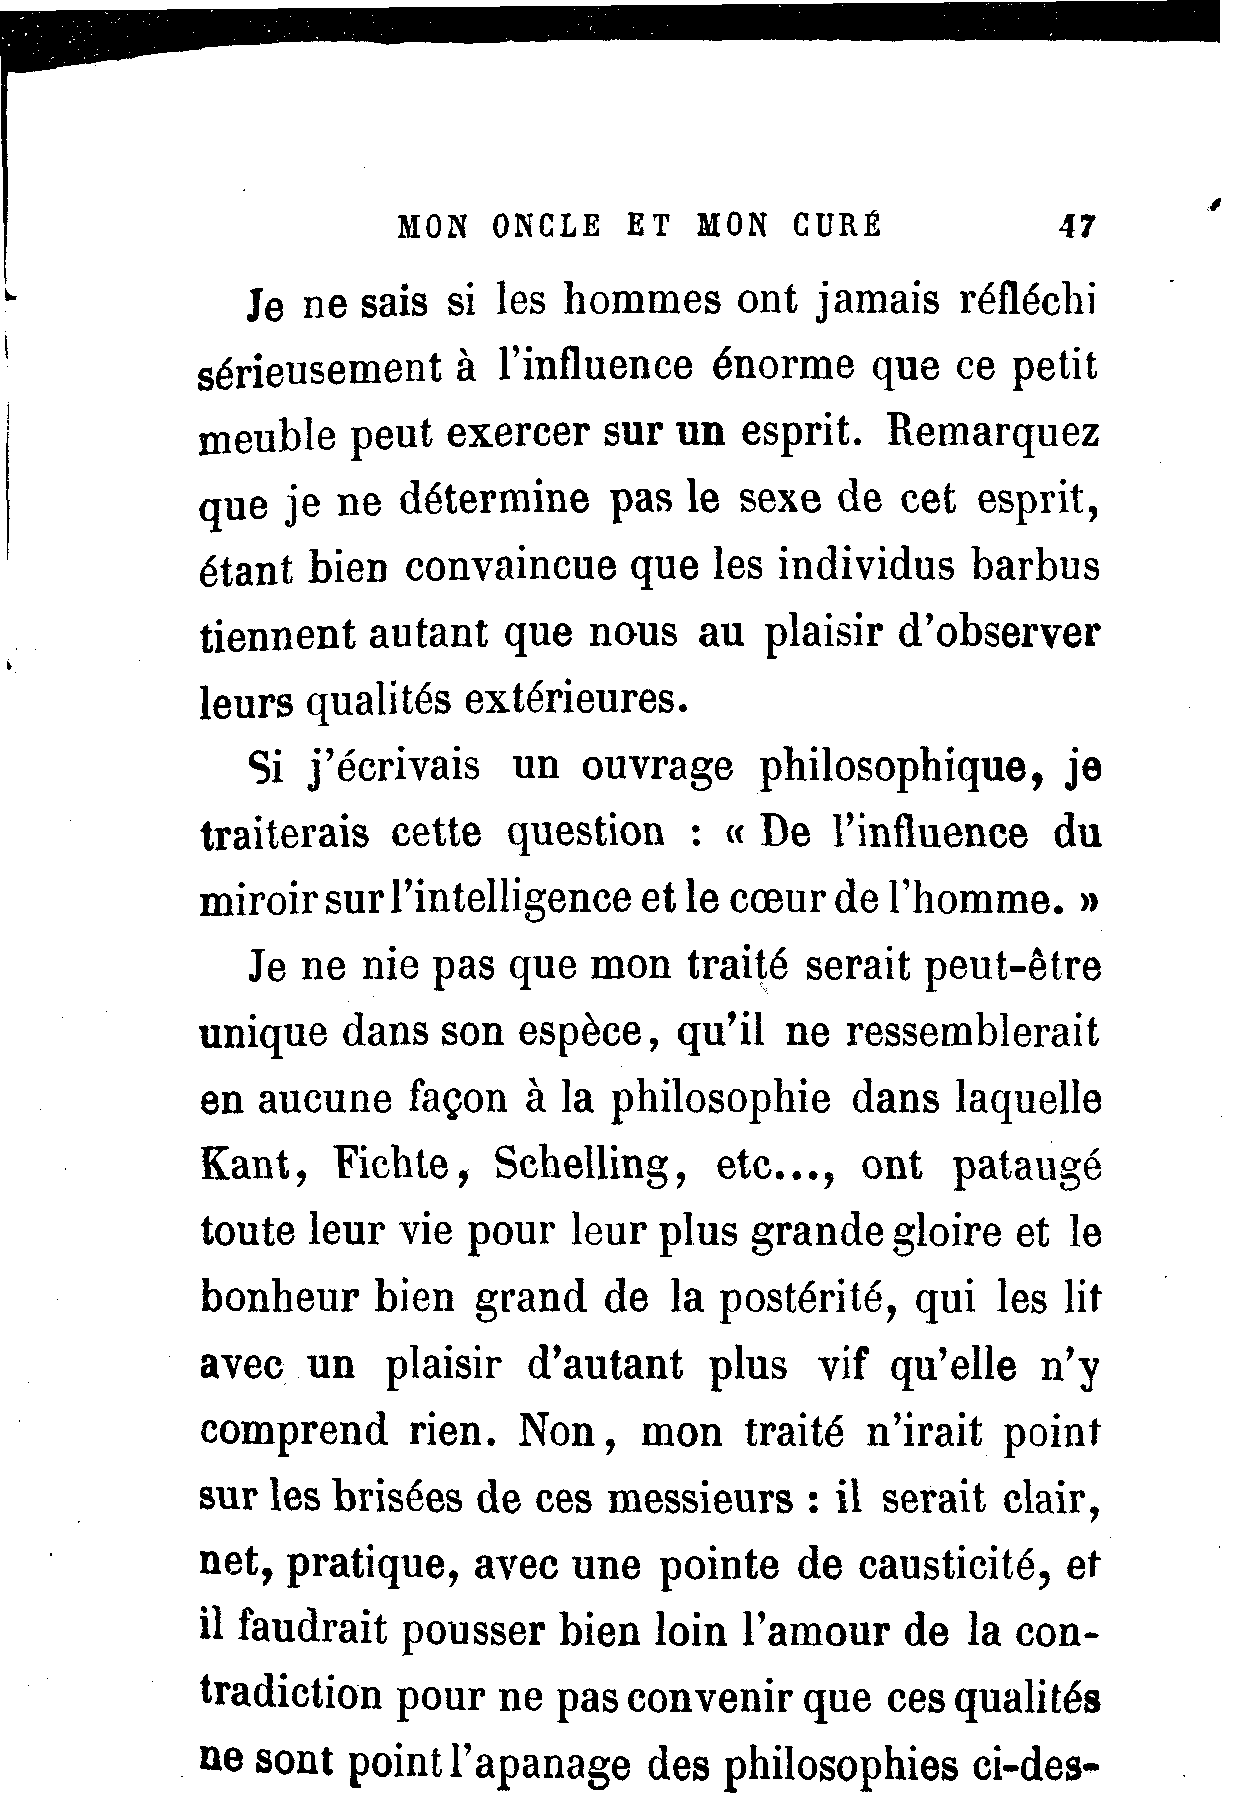 MON ONCLE ET MON CURÉ 47
Je ne sais si les hommes ont jamais réfléchi
sérieusement à l'influence énorme que ce petit
meuble peut exercer sur un esprit. Remarquez
que je ne détermine pas le sexe de cet esprit,
étant bien convaincue que les individus barbus
tiennent autant que nous au plaisir d'observer
leurs qualités extérieures.
Si j'écrivais un ouvrage philosophique, je
traiterais cette question : « De l'influence du
miroir sur l'intelligence et le cœur de l'homme. »
Je ne nie pas que mon traité serait peut-être
unique dans son espèce, qu'il ne ressemblerait
en aucune façon à la philosophie dans laquelle
Kant, Fichte, Schelling, etc..., ont pataugé
toute leur vie pour leur plus grande gloire et le
bonheur bien grand de la postérité, qui les lit
avec un plaisir d'autant plus vif qu'elle n'y
comprend rien. Non, mon traité n'irait point
sur les brisées de ces messieurs : il serait clair,
net, pratique, avec une pointe de causticité, et
il faudrait pousser bien loin l'amour de la con-
tradiction pour ne pas convenir que ces qualités
ne sont point l'apanage des philosophies ci-des-